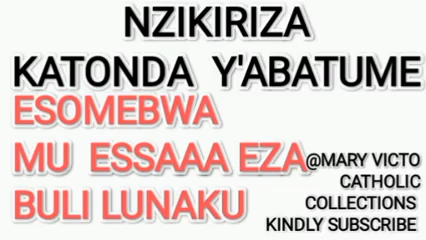 NZIKIRIZA
KATONDA Y'ABATUME
ESOMEBWA
MU ESSAAA EZA
BULI LUNAKU
@MARY VICTO
CATHOLIC
COLLECTIONS
KINDLY SUBSCRIBE